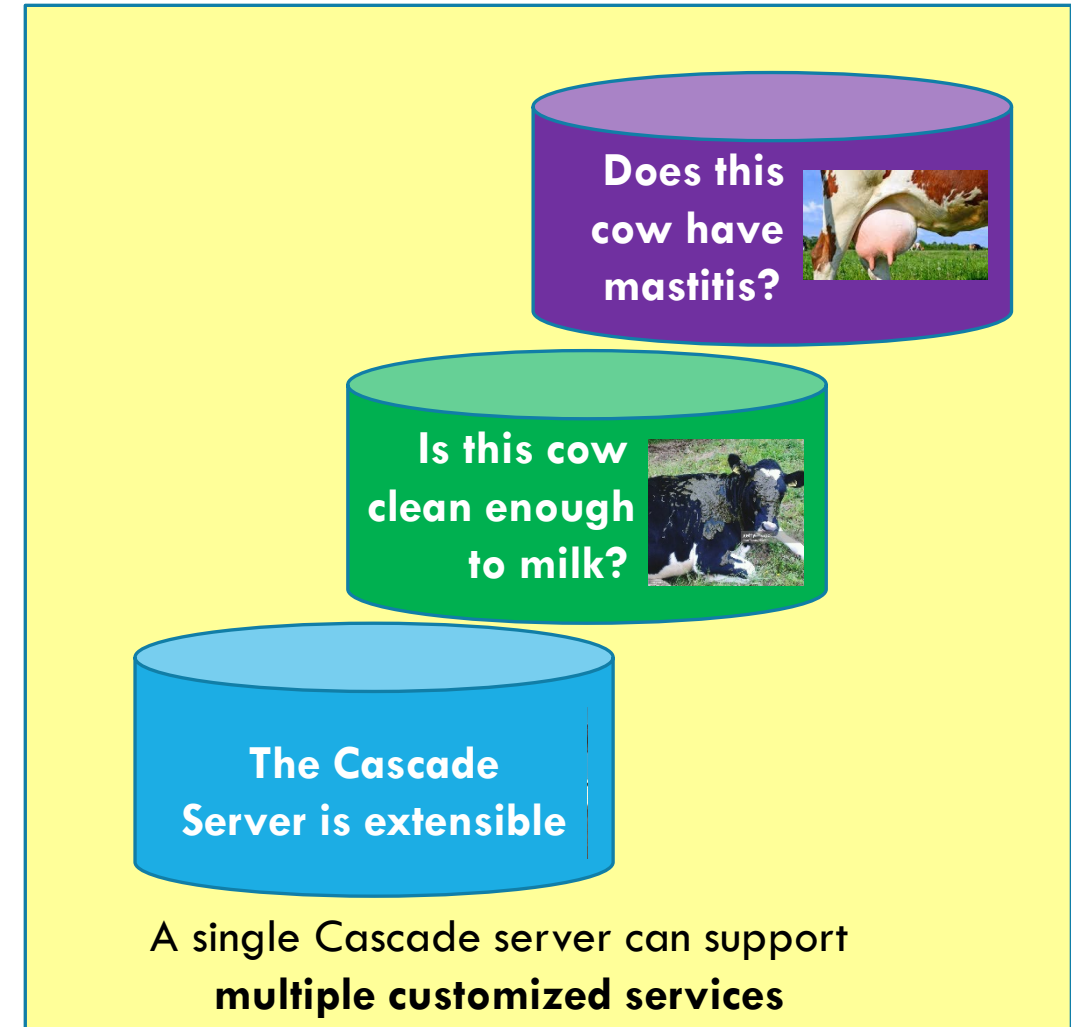 Does this
cow have
mastitis?
Is this cow
clean enough
to milk?
The Cascade
Server is extensible
A single Cascade server can support
multiple customized services